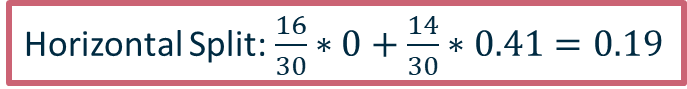 Horizontal Split: 16/30 * 0 + 14/30 * 0.41 = 0.19